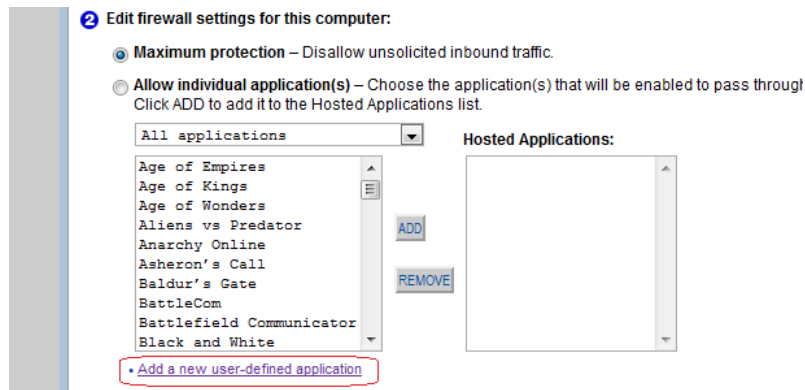 2 Edit firewall settings for this computer:
Maximum protection – Disallow unsolicited inbound traffic.
Allow individual application(s) – Choose the application(s) that will be enabled to pass through
Click ADD to add it to the Hosted Applications list.
All applications
Hosted Applications:
Age of Empires
Age of Kings
Age of Wonders
Aliens vs Predator
Anarchy Online
Asheron's Call
Baldur's Gate
BattleCom
Battlefield Communicator
Black and White
ADD
REMOVE
• Add a new user-defined application